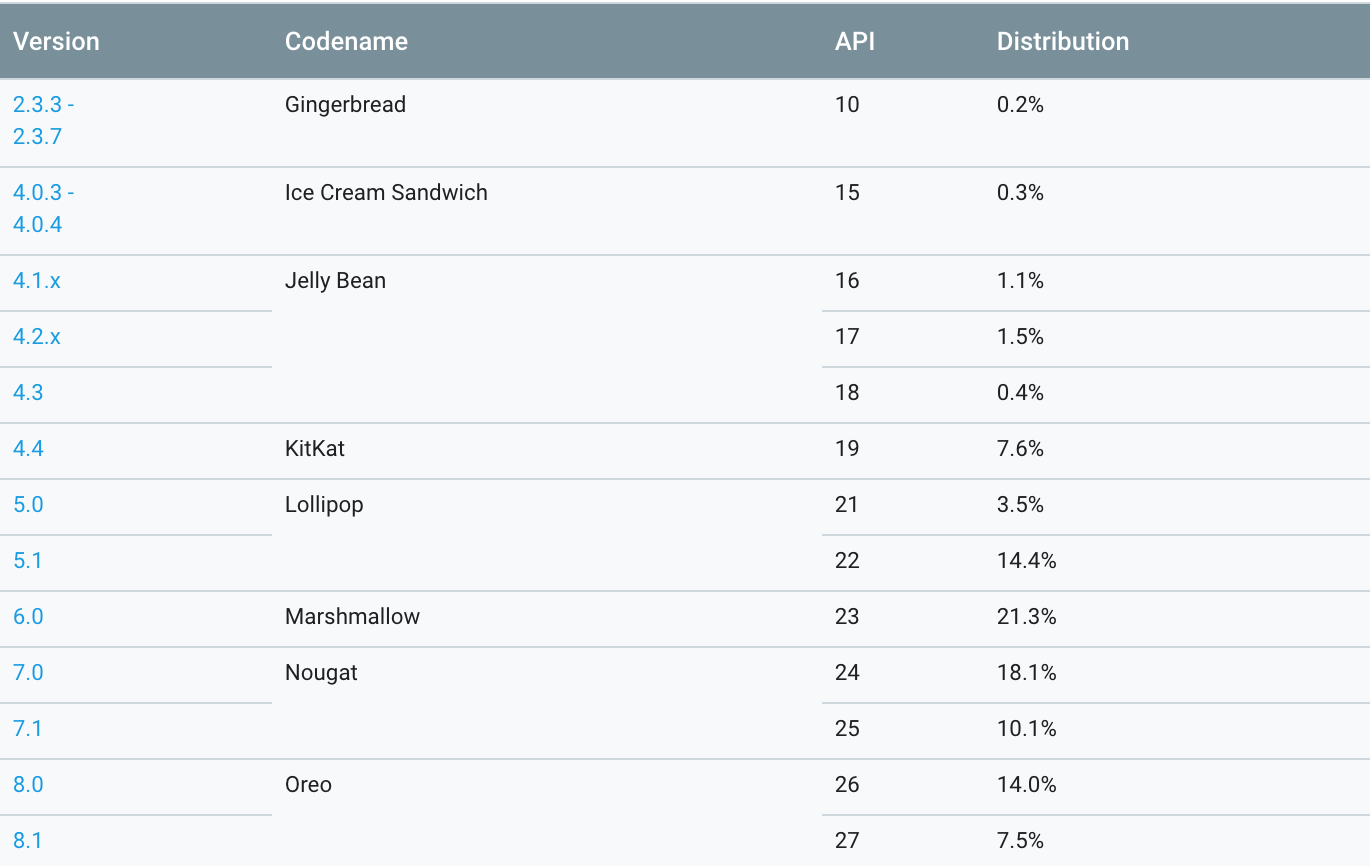 Version Codename API Distribution
2.3.3 - Gingerbread 10 0.2%
2.3.7
4.0.3 - Ice Cream Sandwich 15 0.3%
4.0.4
4.1.x Jelly Bean 16 1.1%
4.2.x 17 1.5%
4.3 18 0.4%
4.4 KitKat 19 7.6%
5.0 Lollipop 21 3.5%
5.1 22 14.4%
6.0 Marshmallow 23 21.3%
7.0 Nougat 24 18.1%
7.1 25 10.1%
8.0 Oreo 26 14.0%
8.1 27 7.5%